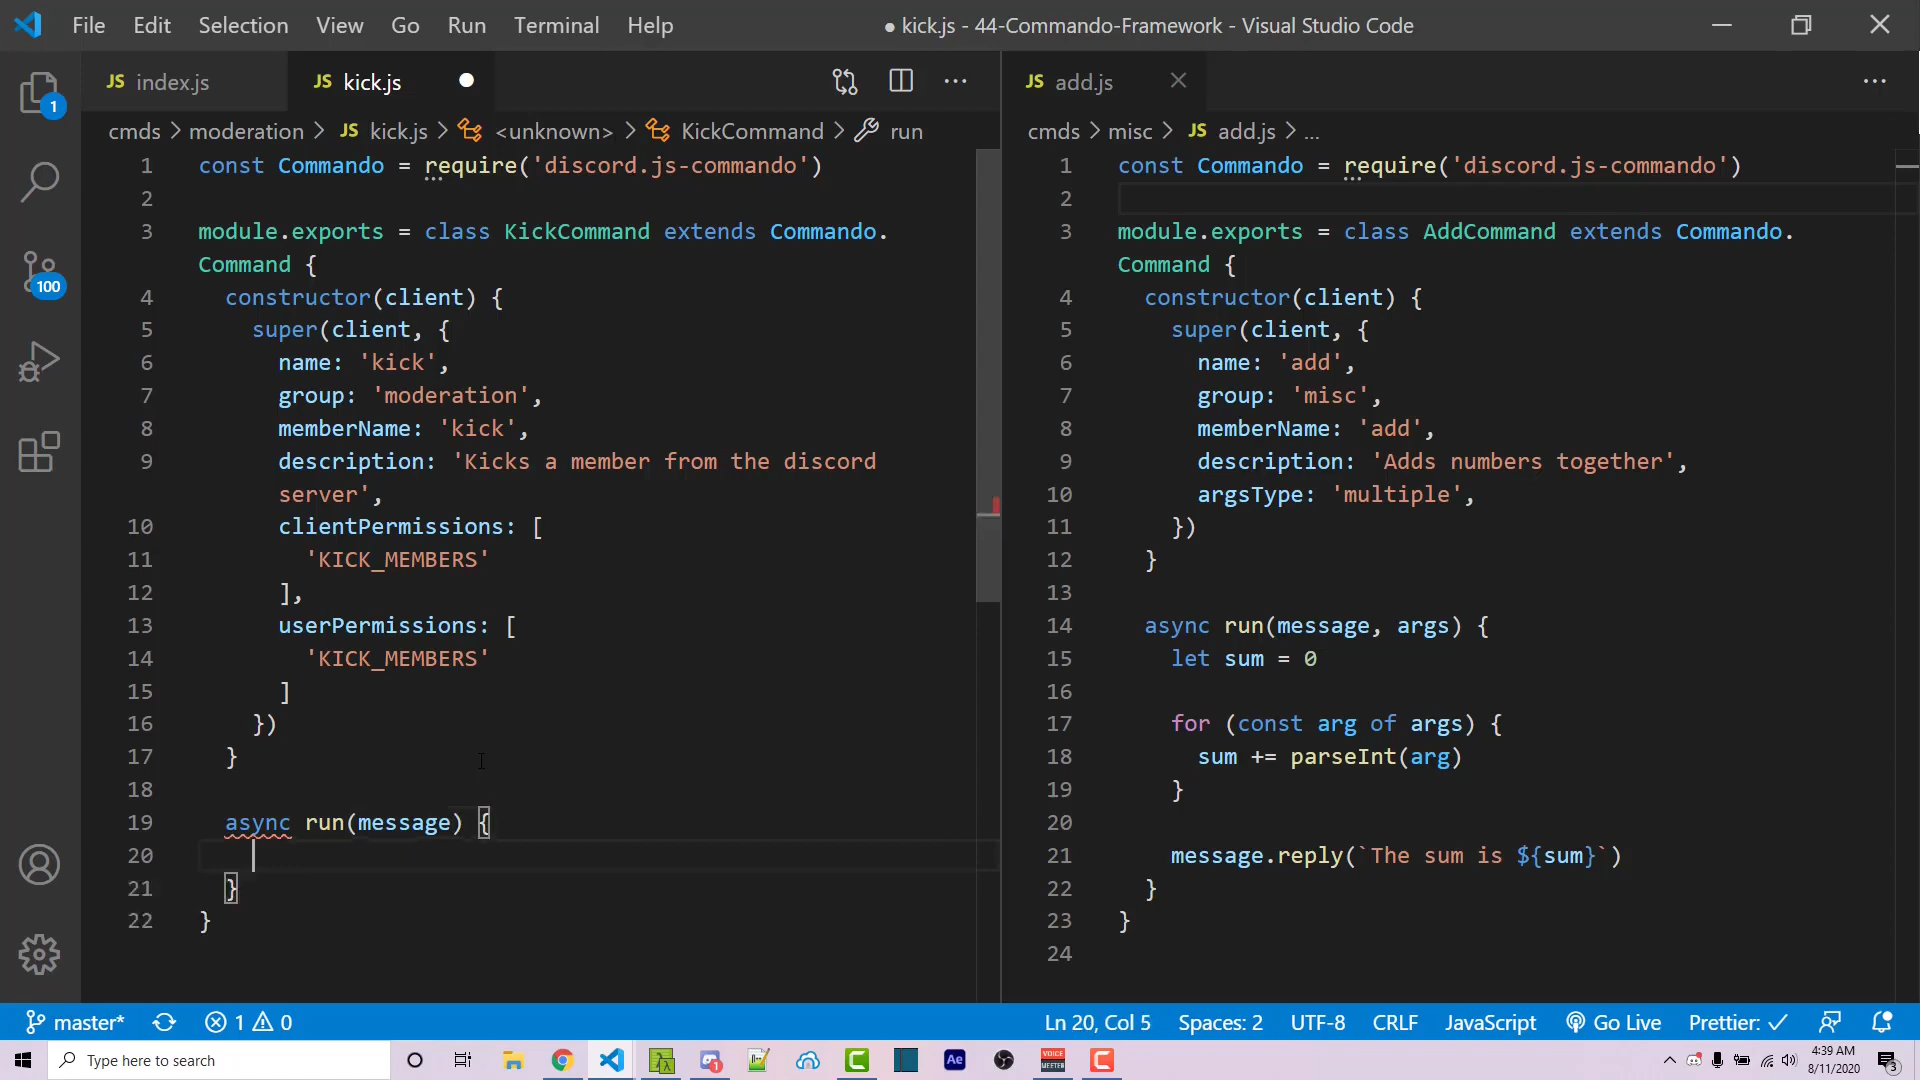 File Edit Selection View Go Run Terminal Help
● kick.js - 44-Commando-Framework - Visual Studio Code
JS index.js
JS kick.js
JS add.js
cmds > moderation > JS kick.js > <unknown> > KickCommand > run
1 const Commando = require('discord.js-commando')
2
3 module.exports = class KickCommand extends Commando.
Command {
4 constructor(client) {
5 super(client, {
6 name: 'kick',
7 group: 'moderation',
8 memberName: 'kick',
9 description: 'Kicks a member from the discord
server',
10 clientPermissions: [
11 'KICK_MEMBERS'
12 ],
13 userPermissions: [
14 'KICK_MEMBERS'
15 ]
16 })
17 }
18
19 async run(message) {
20
21 }
22 }
cmds > misc > JS add.js > ...
1 const Commando = require('discord.js-commando')
2
3 module.exports = class AddCommand extends Commando.
Command {
4 constructor(client) {
5 super(client, {
6 name: 'add',
7 group: 'misc',
8 memberName: 'add',
9 description: 'Adds numbers together',
10 argsType: 'multiple',
11 })
12 }
13
14 async run(message, args) {
15 let sum = 0
16
17 for (const arg of args) {
18 sum += parseInt(arg)
19 }
20
21 message.reply(`The sum is ${sum}`)
22 }
23 }
24
1
100
master* 1 0
Ln 20, Col 5 Spaces: 2 UTF-8 CRLF JavaScript Go Live Prettier: ✓
Type here to search
Ae
VOICE
MEETER
1
4:39 AM
8/11/2020
3